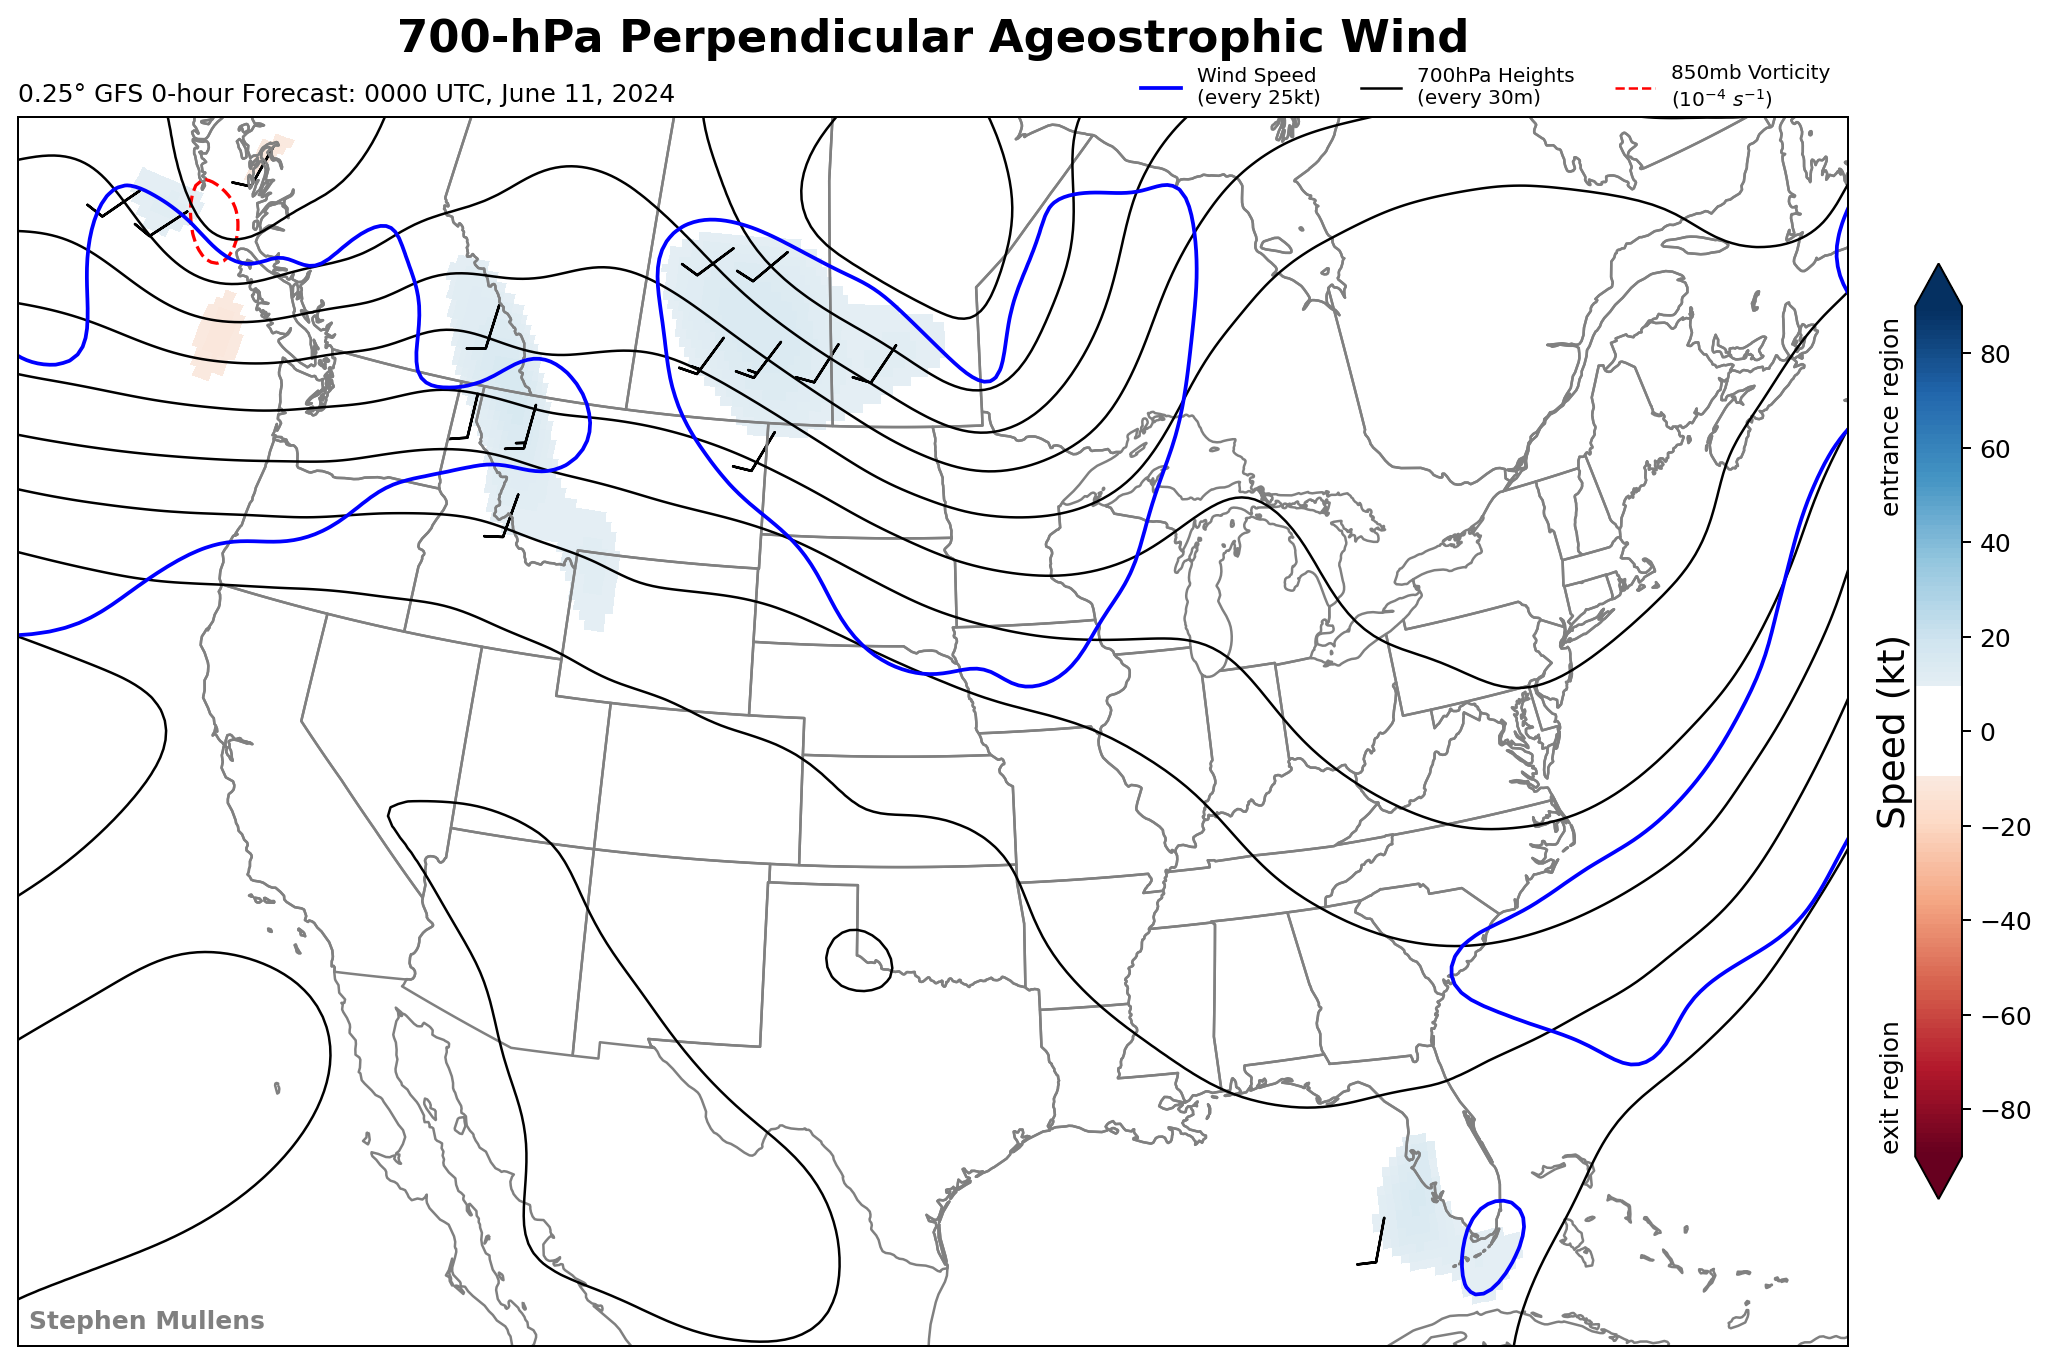 700-hPa Perpendicular Ageostrophic Wind
0.25° GFS 0-hour Forecast: 0000 UTC, June 11, 2024
Wind Speed
(every 25kt)
700hPa Heights
(every 30m)
850mb Vorticity
(10⁻⁴ s⁻¹)
entrance region
Speed (kt)
exit region
80
60
40
20
0
−20
−40
−60
−80
Stephen Mullens